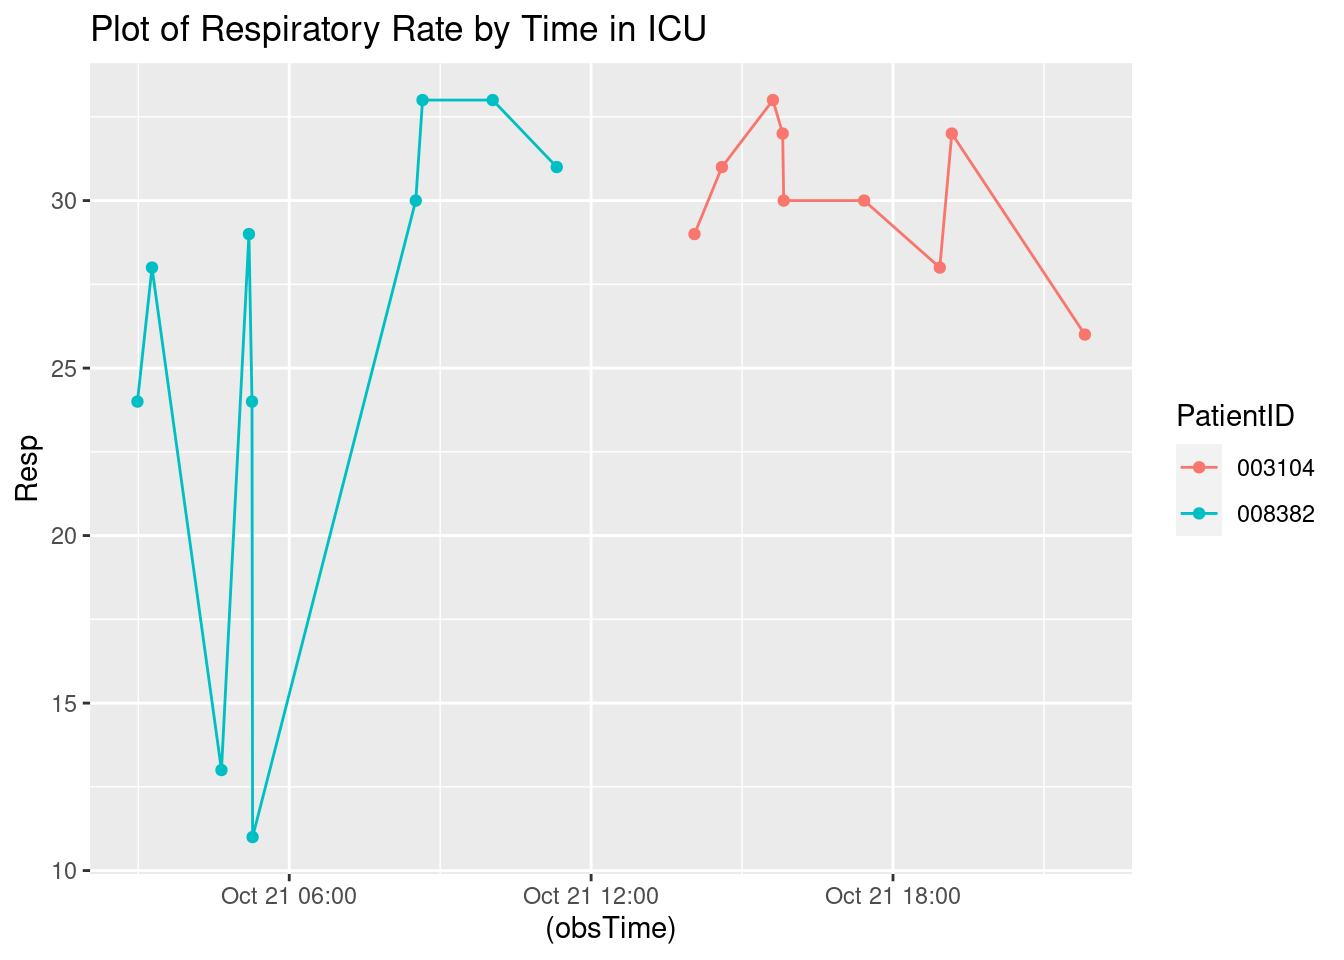 Plot of Respiratory Rate by Time in ICU
Resp
30
25
20
15
10
Oct 21 06:00
Oct 21 12:00
Oct 21 18:00
(obsTime)
PatientID
003104
008382